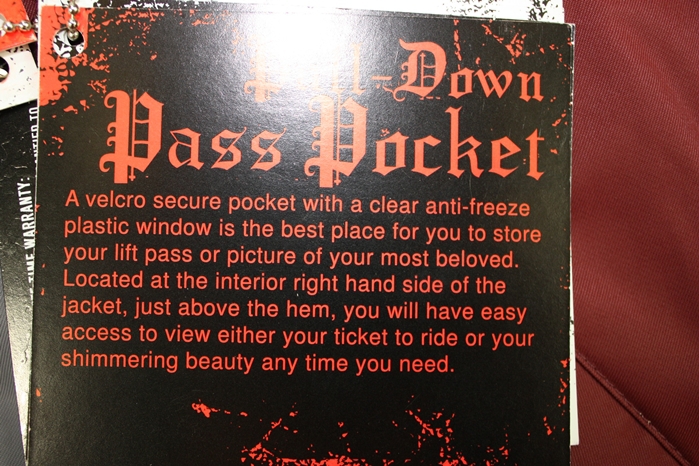 Pull-Down
Pass Pocket
A velcro secure pocket with a clear anti-freeze
plastic window is the best place for you to store
your lift pass or picture of your most beloved.
Located at the interior right hand side of the
jacket, just above the hem, you will have easy
access to view either your ticket to ride or your
shimmering beauty any time you need.
TIME WARRANTY: